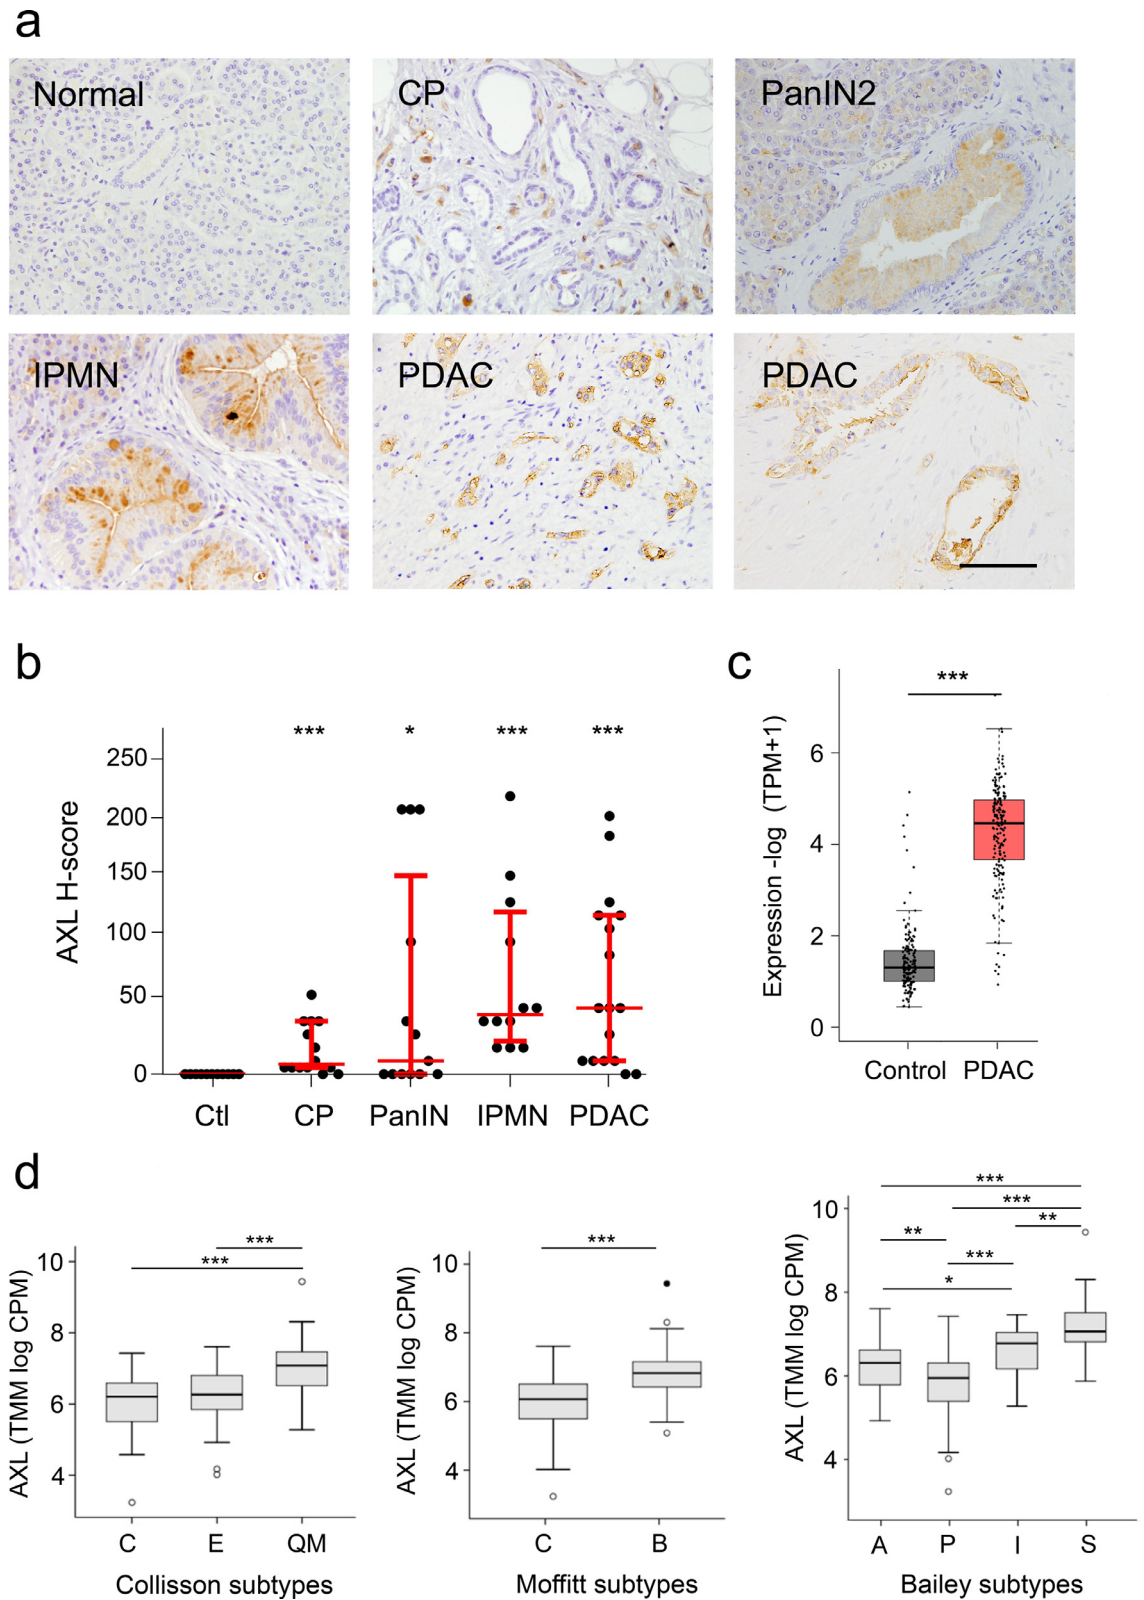 a
Normal
CP
PanIN2
IPMN
PDAC
PDAC
b
AXL H-score
250
200
150
100
50
0
***
*
***
***
Ctl
CP
PanIN
IPMN
PDAC
c
Expression -log (TPM+1)
6
4
2
0
***
Control
PDAC
d
AXL (TMM log CPM)
10
8
6
4
***
***
C
E
QM
Collisson subtypes
AXL (TMM log CPM)
10
8
6
4
***
C
B
Moffitt subtypes
AXL (TMM log CPM)
10
8
6
4
***
***
**
**
***
*
A
P
I
S
Bailey subtypes